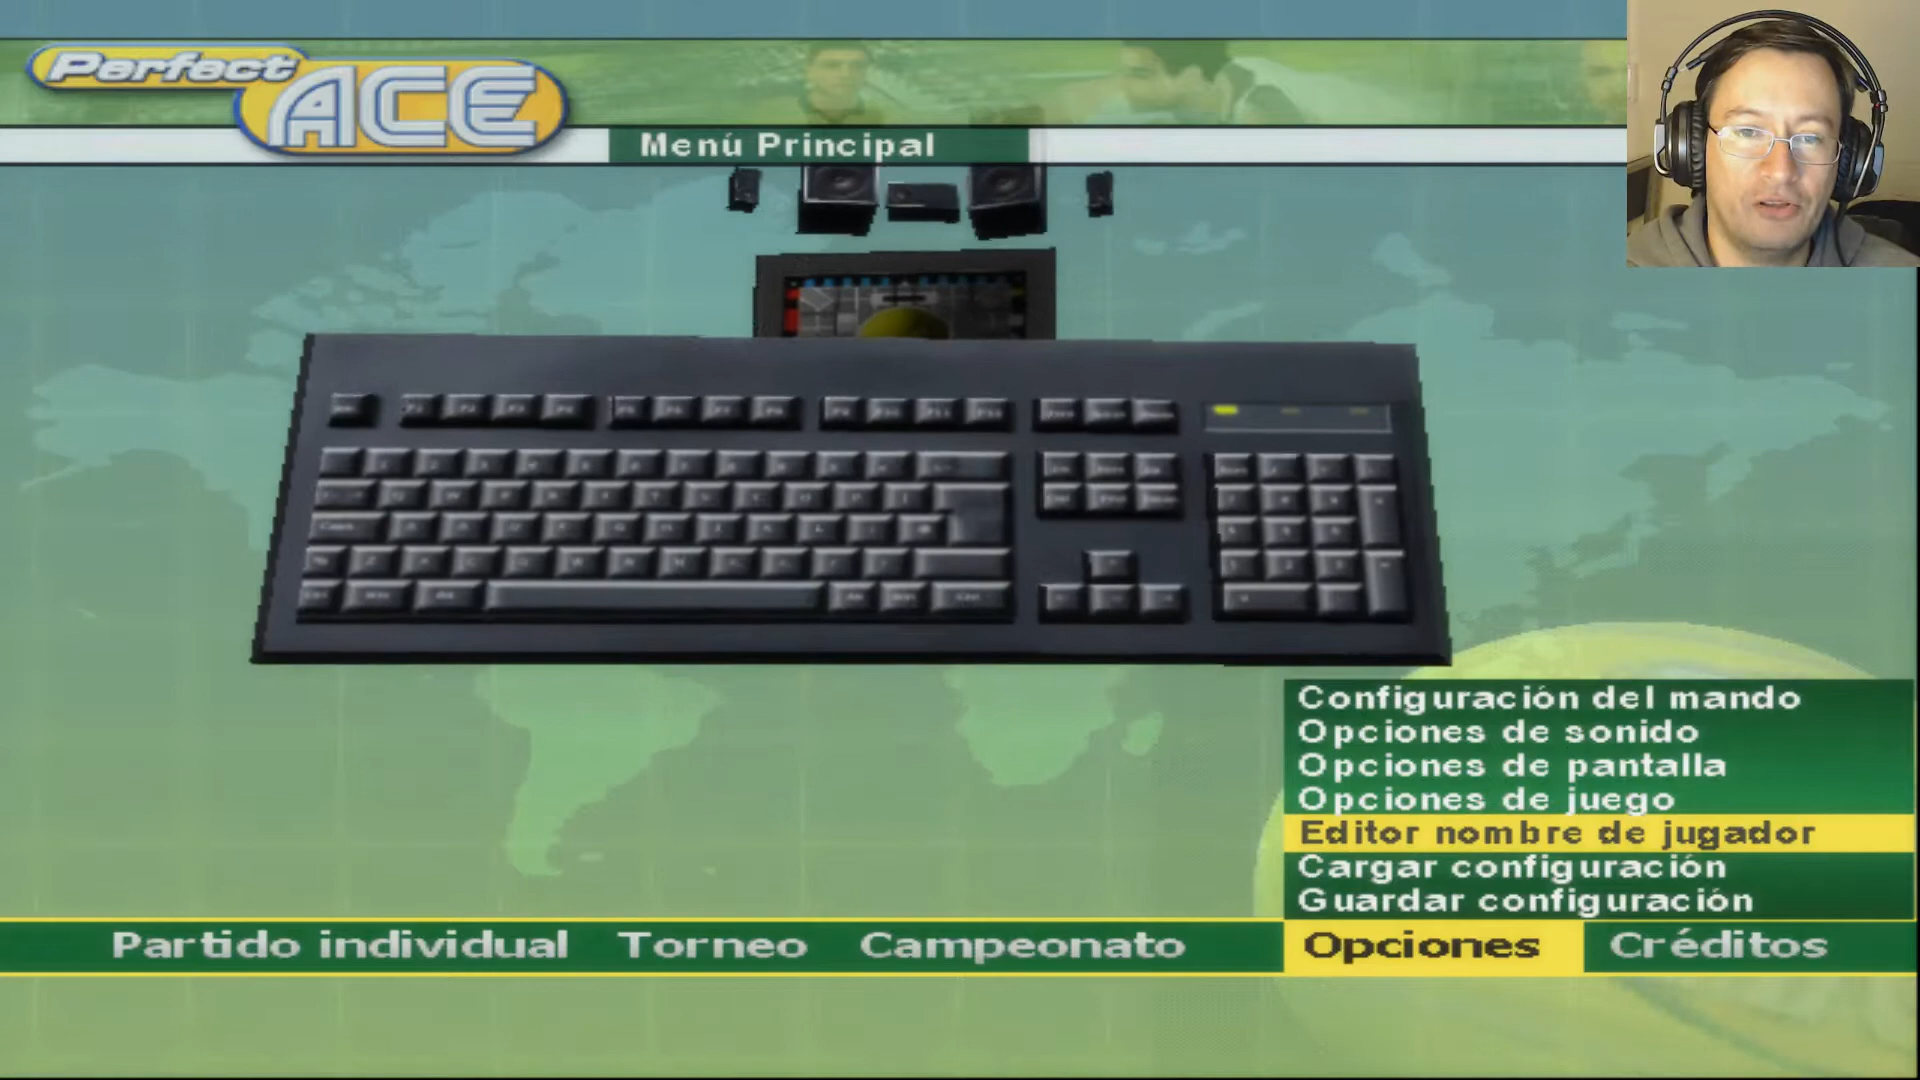 Perfect
ACE
Menú Principal
Configuración del mando
Opciones de sonido
Opciones de pantalla
Opciones de juego
Editor nombre de jugador
Cargar configuración
Guardar configuración
Partido individual Torneo Campeonato Opciones Créditos